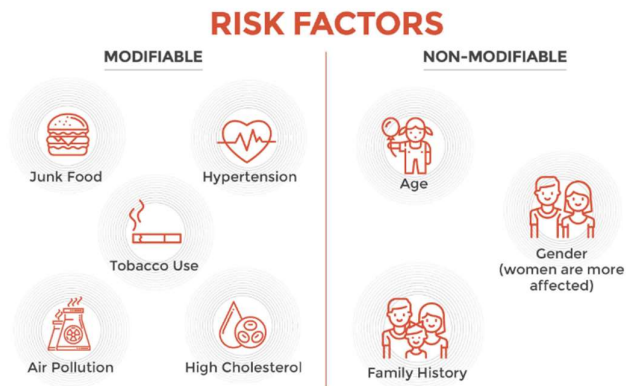 RISK FACTORS
MODIFIABLE
Junk Food
Hypertension
Tobacco Use
Air Pollution
High Cholesterol
NON-MODIFIABLE
Age
Gender
(women are more
affected)
Family History